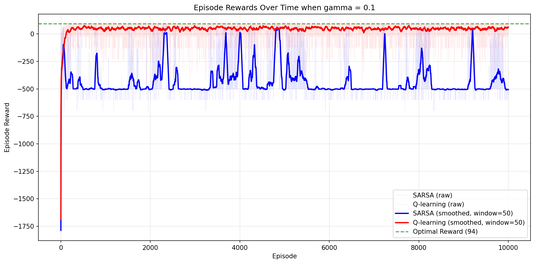 Episode Rewards Over Time when gamma = 0.1
Episode Reward
0
−250
−500
−750
−1000
−1250
−1500
−1750
0
2000
4000
6000
8000
10000
Episode
SARSA (raw)
Q-learning (raw)
SARSA (smoothed, window=50)
Q-learning (smoothed, window=50)
Optimal Reward (94)